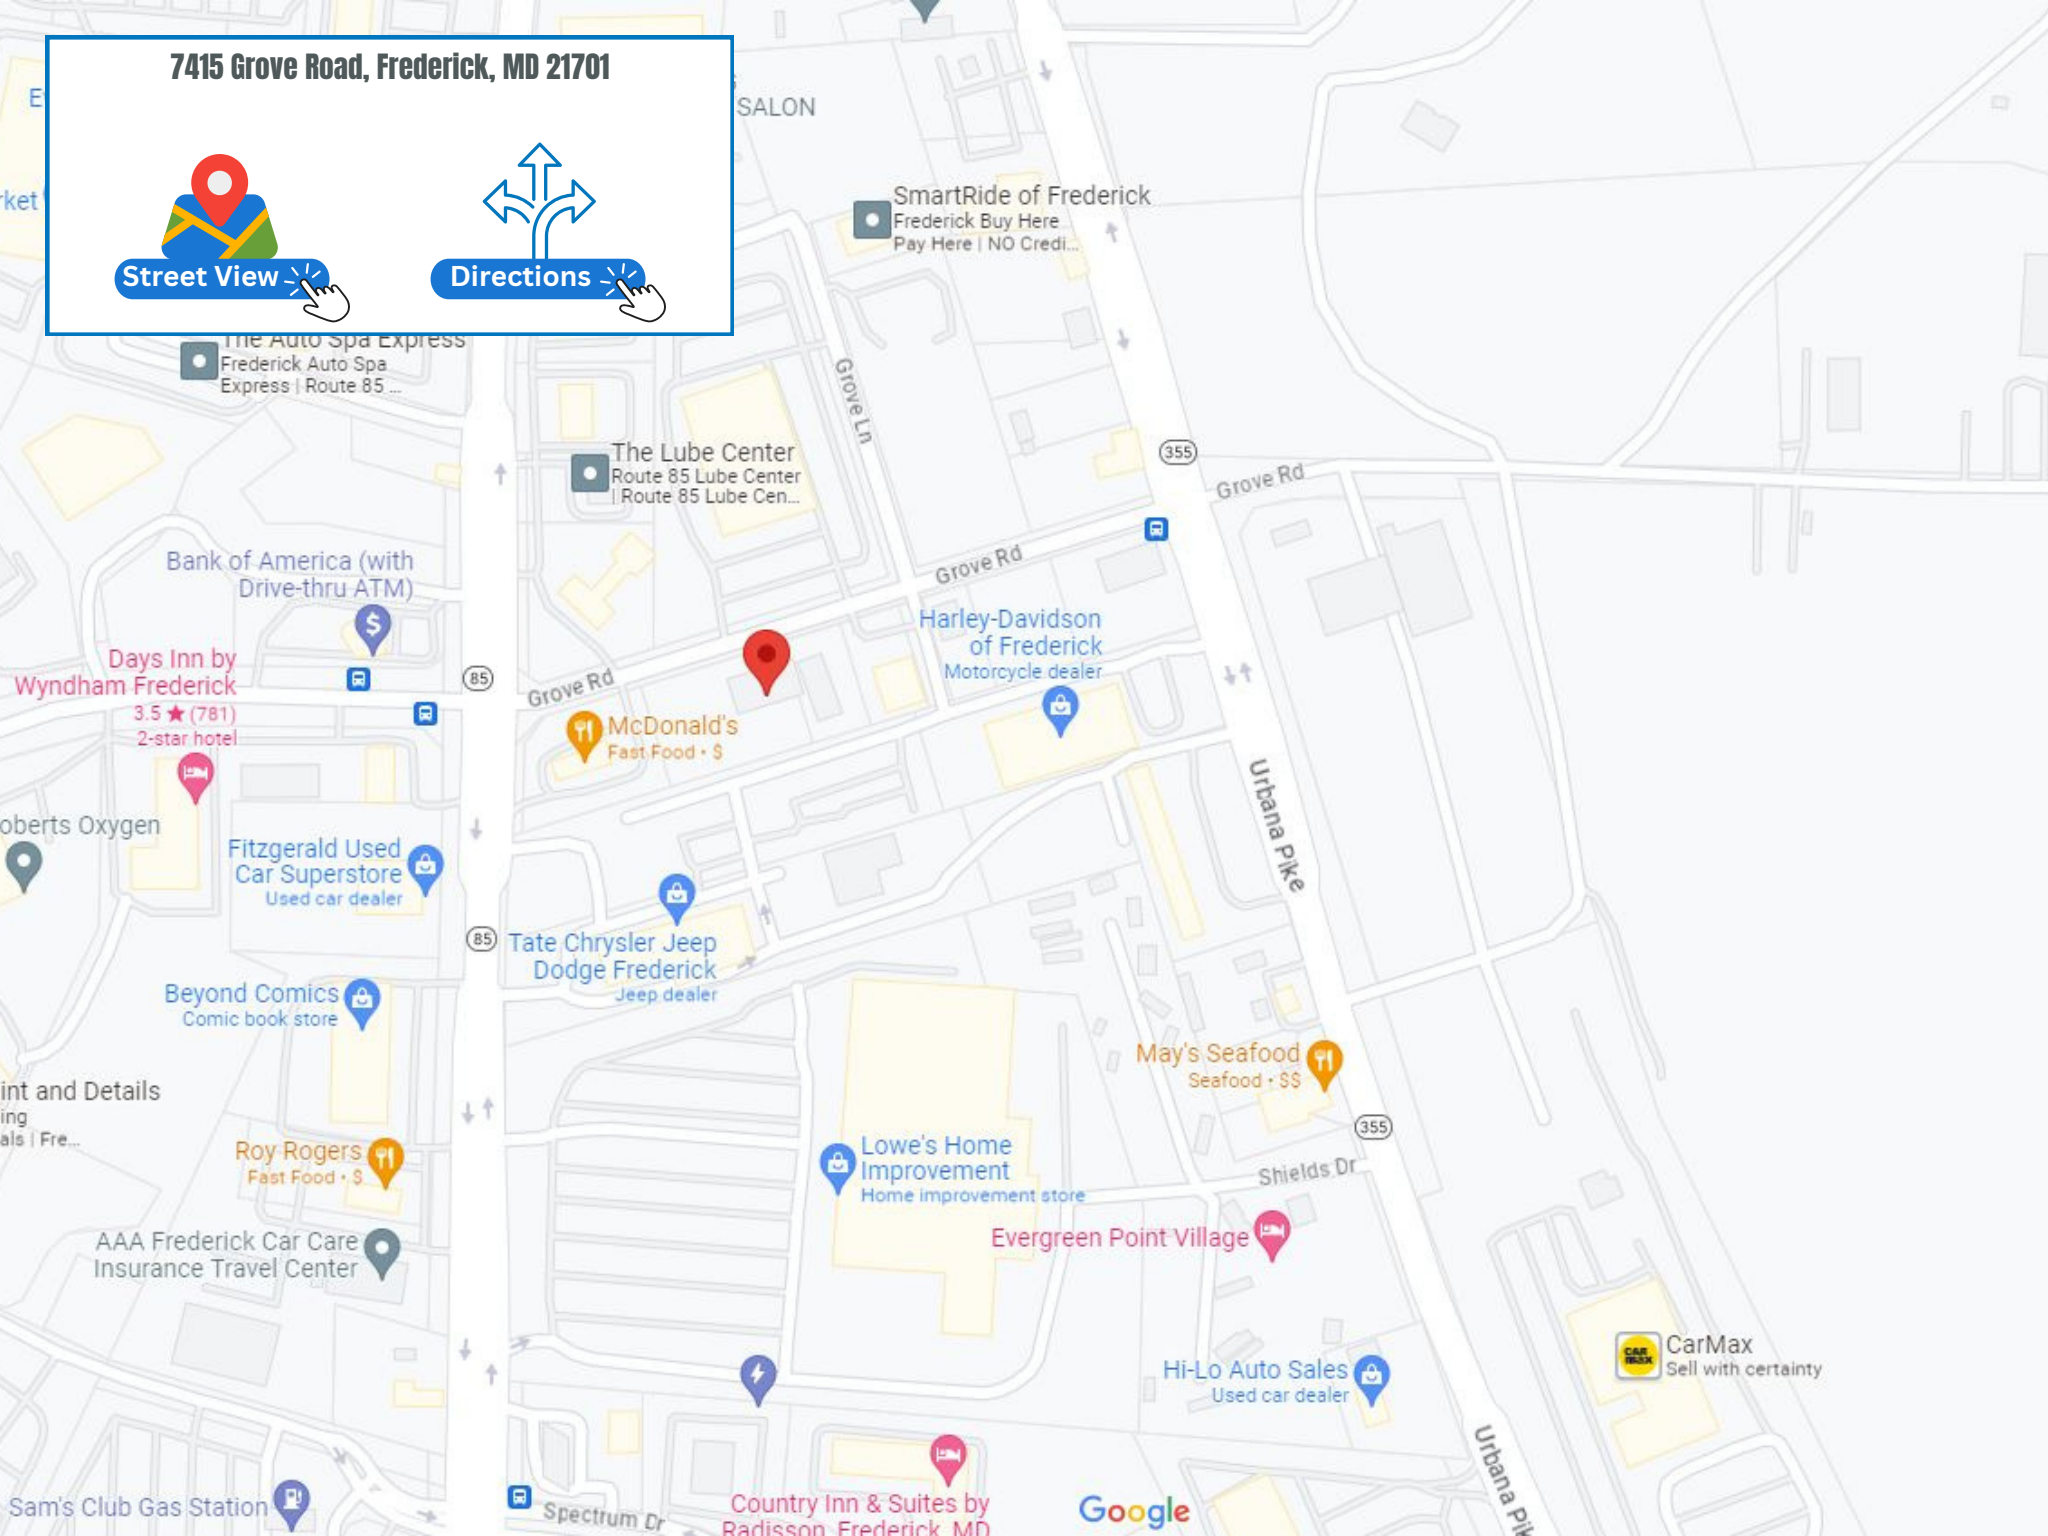 7415 Grove Road, Frederick, MD 21701
Street View
Directions
SALON
rket
SmartRide of Frederick
Frederick Buy Here
Pay Here | NO Credi...
The Auto Spa Express
Frederick Auto Spa
Express | Route 85 ...
Grove Ln
The Lube Center
Route 85 Lube Center
| Route 85 Lube Cen...
355
Grove Rd
Grove Rd
Bank of America (with
Drive-thru ATM)
Harley-Davidson
of Frederick
Motorcycle dealer
Days Inn by
Wyndham Frederick
3.5 ★ (781)
2-star hotel
85
Grove Rd
McDonald's
Fast Food • $
Urbana Pike
oberts Oxygen
Fitzgerald Used
Car Superstore
Used car dealer
85
Tate Chrysler Jeep
Dodge Frederick
Jeep dealer
Beyond Comics
Comic book store
May's Seafood
Seafood • $$
int and Details
ing
als | Fre...
355
Roy Rogers
Fast Food • $
Lowe's Home
Improvement
Home improvement store
Shields Dr
Evergreen Point Village
AAA Frederick Car Care
Insurance Travel Center
CarMax
Sell with certainty
CAR
MAX
Hi-Lo Auto Sales
Used car dealer
Urbana Pik
Sam's Club Gas Station
Spectrum Dr
Country Inn & Suites by
Radisson, Frederick, MD
Google